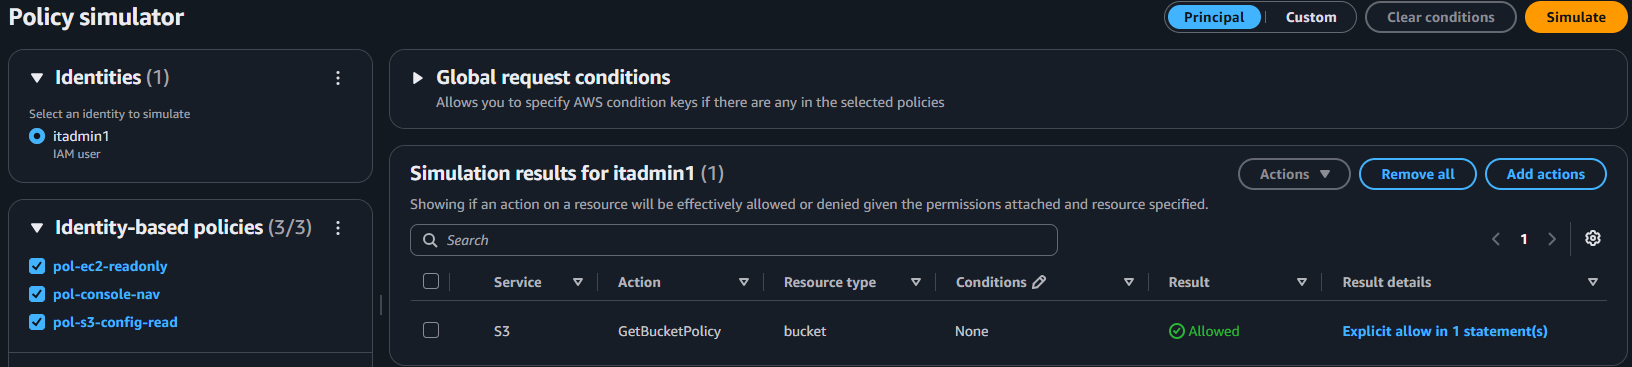 Policy simulator
Principal
Custom
Clear conditions
Simulate
Identities (1)
Select an identity to simulate
itadmin1
IAM user
Identity-based policies (3/3)
pol-ec2-readonly
pol-console-nav
pol-s3-config-read
Global request conditions
Allows you to specify AWS condition keys if there are any in the selected policies
Simulation results for itadmin1 (1)
Actions
Remove all
Add actions
Showing if an action on a resource will be effectively allowed or denied given the permissions attached and resource specified.
Search
1
Service Action Resource type Conditions Result Result details
S3 GetBucketPolicy bucket None Allowed Explicit allow in 1 statement(s)